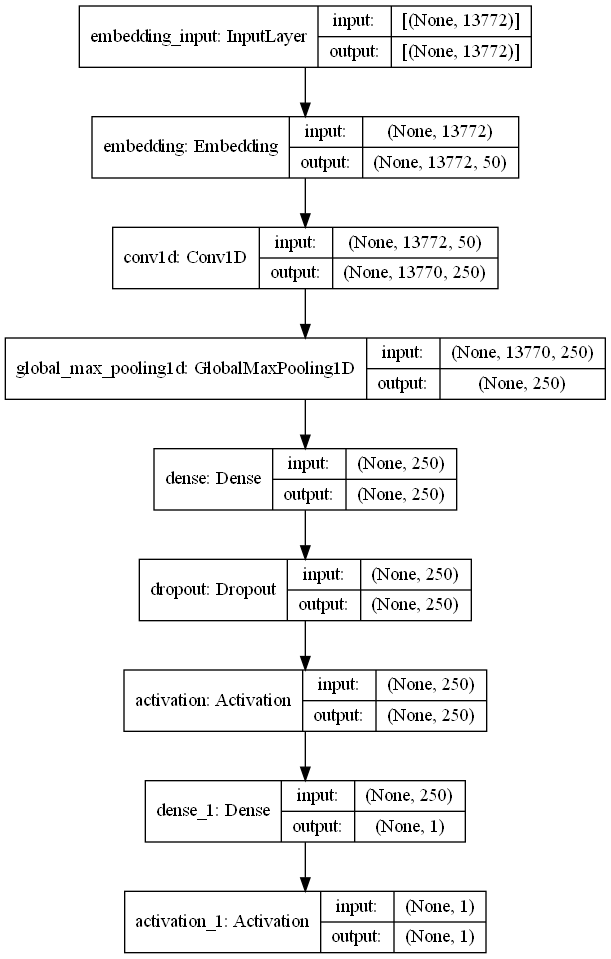 embedding_input: InputLayer
input:
[(None, 13772)]
output:
[(None, 13772)]
embedding: Embedding
input:
(None, 13772)
output:
(None, 13772, 50)
conv1d: Conv1D
input:
(None, 13772, 50)
output:
(None, 13770, 250)
global_max_pooling1d: GlobalMaxPooling1D
input:
(None, 13770, 250)
output:
(None, 250)
dense: Dense
input:
(None, 250)
output:
(None, 250)
dropout: Dropout
input:
(None, 250)
output:
(None, 250)
activation: Activation
input:
(None, 250)
output:
(None, 250)
dense_1: Dense
input:
(None, 250)
output:
(None, 1)
activation_1: Activation
input:
(None, 1)
output:
(None, 1)